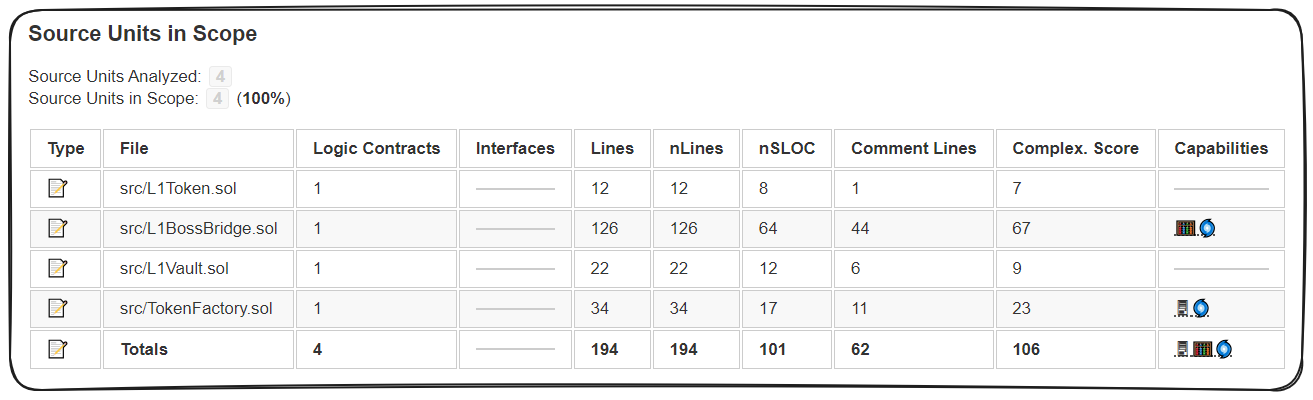 Source Units in Scope
Source Units Analyzed: 4
Source Units in Scope: 4 (100%)
Type File Logic Contracts Interfaces Lines nLines nSLOC Comment Lines Complex. Score Capabilities
src/L1Token.sol 1 12 12 8 1 7
src/L1BossBridge.sol 1 126 126 64 44 67
src/L1Vault.sol 1 22 22 12 6 9
src/TokenFactory.sol 1 34 34 17 11 23
Totals 4 194 194 101 62 106